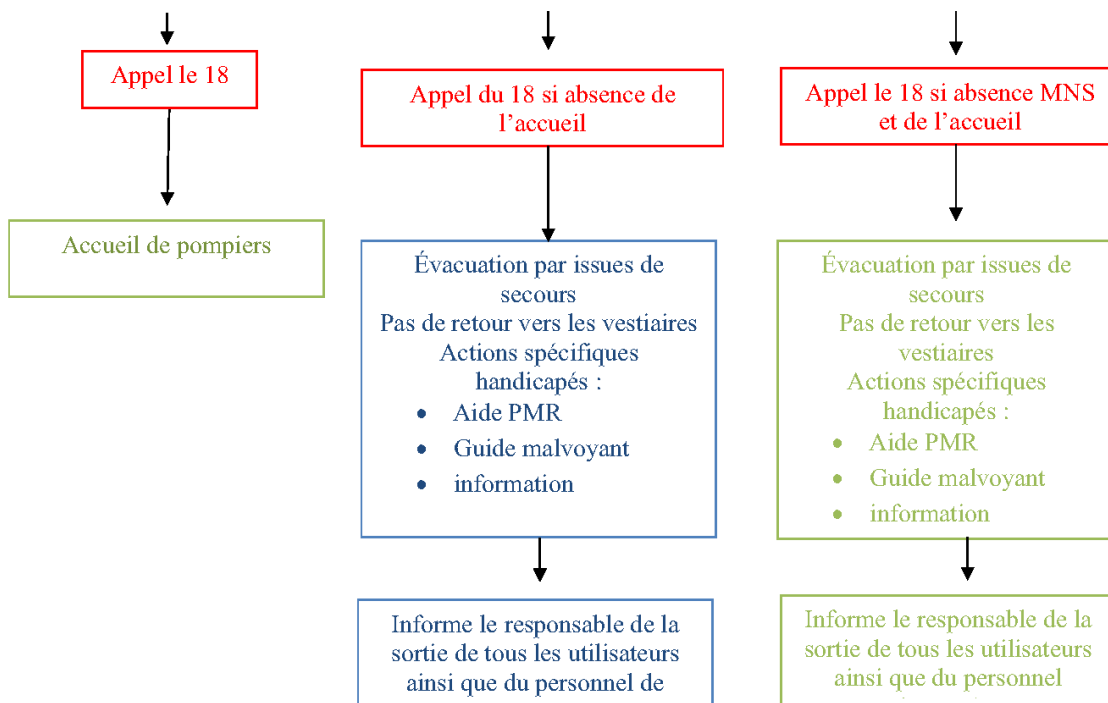 Appel le 18
Accueil de pompiers
Appel du 18 si absence de
l’accueil
Évacuation par issues de
secours
Pas de retour vers les vestiaires
Actions spécifiques
handicapés :
• Aide PMR
• Guide malvoyant
• information
Informe le responsable de la
sortie de tous les utilisateurs
ainsi que du personnel de
Appel le 18 si absence MNS
et de l’accueil
Évacuation par issues de
secours
Pas de retour vers les
vestiaires
Actions spécifiques
handicapés :
• Aide PMR
• Guide malvoyant
• information
Informe le responsable de la
sortie de tous les utilisateurs
ainsi que du personnel